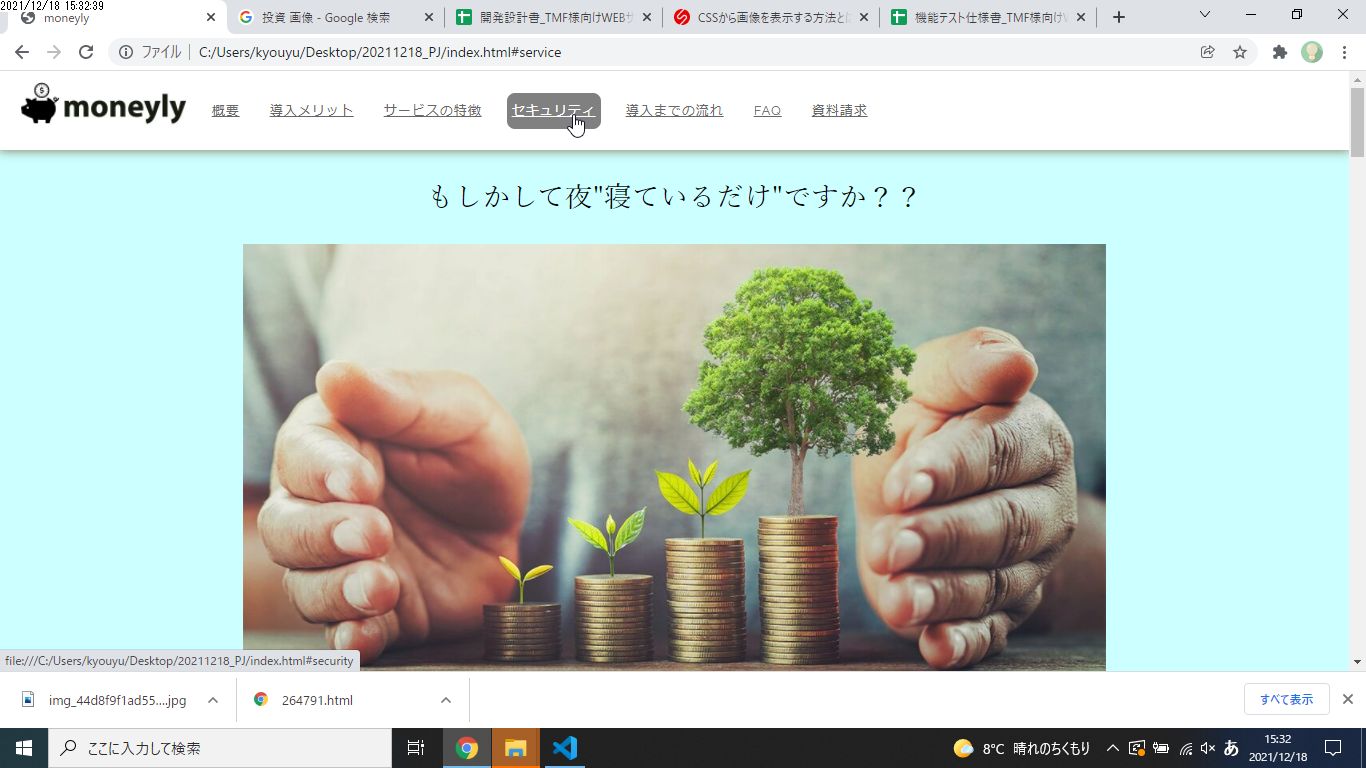 2021/12/18 15:32:39
moneyly
投資 画像 - Google 検索
開発設計書_TMF様向けWEBサ
CSSから画像を表示する方法と
機能テスト仕様書_TMF様向けW
ファイル
C:/Users/kyouyu/Desktop/20211218_PJ/index.html#service
moneyly
概要
導入メリット
サービスの特徴
セキュリティ
導入までの流れ
FAQ
資料請求
もしかして夜"寝ているだけ"ですか？？
file:///C:/Users/kyouyu/Desktop/20211218_PJ/index.html#security
img_44d8f9f1ad55....jpg
264791.html
すべて表示
ここに入力して検索
8°C 晴れのちくもり
あ
15:32
2021/12/18